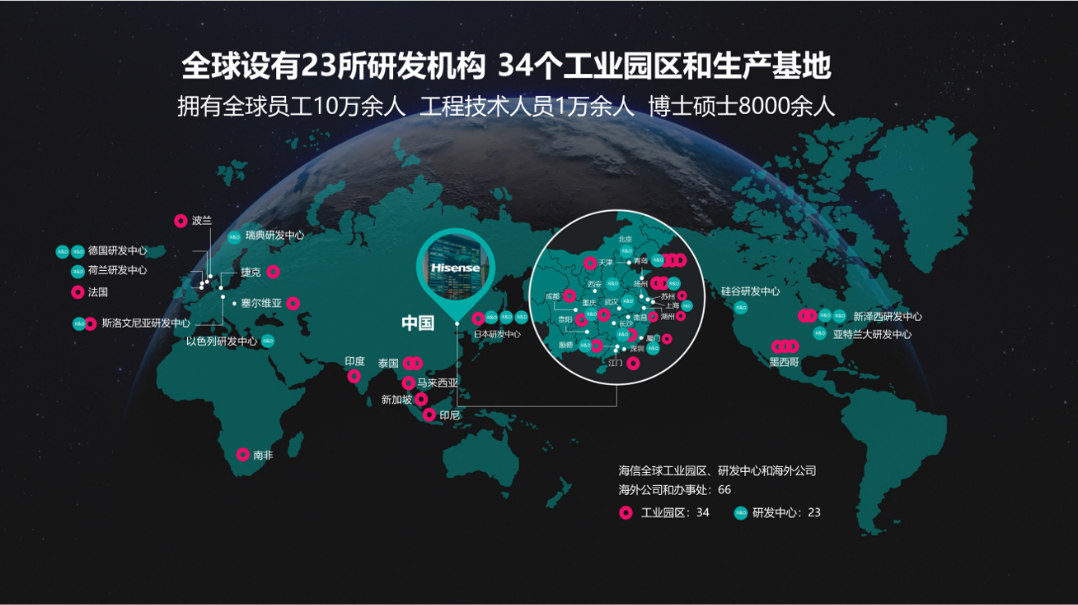 全球设有23所研发机构 34个工业园区和生产基地
拥有全球员工10万余人 工程技术人员1万余人 博士硕士8000余人
波兰
瑞典研发中心
德国研发中心
荷兰研发中心
捷克
法国
塞尔维亚
斯洛文尼亚研发中心
以色列研发中心
Hisense
中国
日本研发中心
印度
泰国
马来西亚
新加坡
印尼
南非
北京
天津
青岛
西安
扬州
成都
重庆
武汉
苏州
上海
贵阳
南昌
湖州
长沙
顺德
厦门
深圳
江门
硅谷研发中心
新泽西研发中心
亚特兰大研发中心
墨西哥
海信全球工业园区、研发中心和海外公司
海外公司和办事处：66
工业园区：34
R&D 研发中心：23